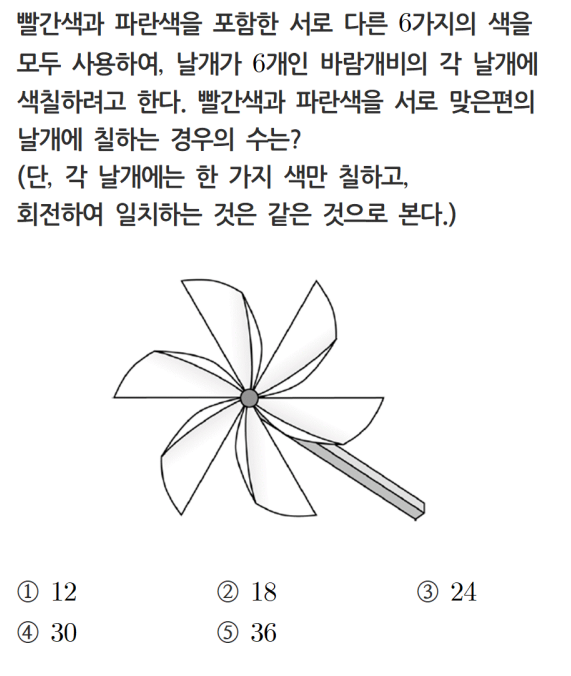 빨간색과 파란색을 포함한 서로 다른 6가지의 색을
모두 사용하여, 날개가 6개인 바람개비의 각 날개에
색칠하려고 한다. 빨간색과 파란색을 서로 맞은편의
날개에 칠하는 경우의 수는?
(단, 각 날개에는 한 가지 색만 칠하고,
회전하여 일치하는 것은 같은 것으로 본다.)
① 12 ② 18 ③ 24
④ 30 ⑤ 36